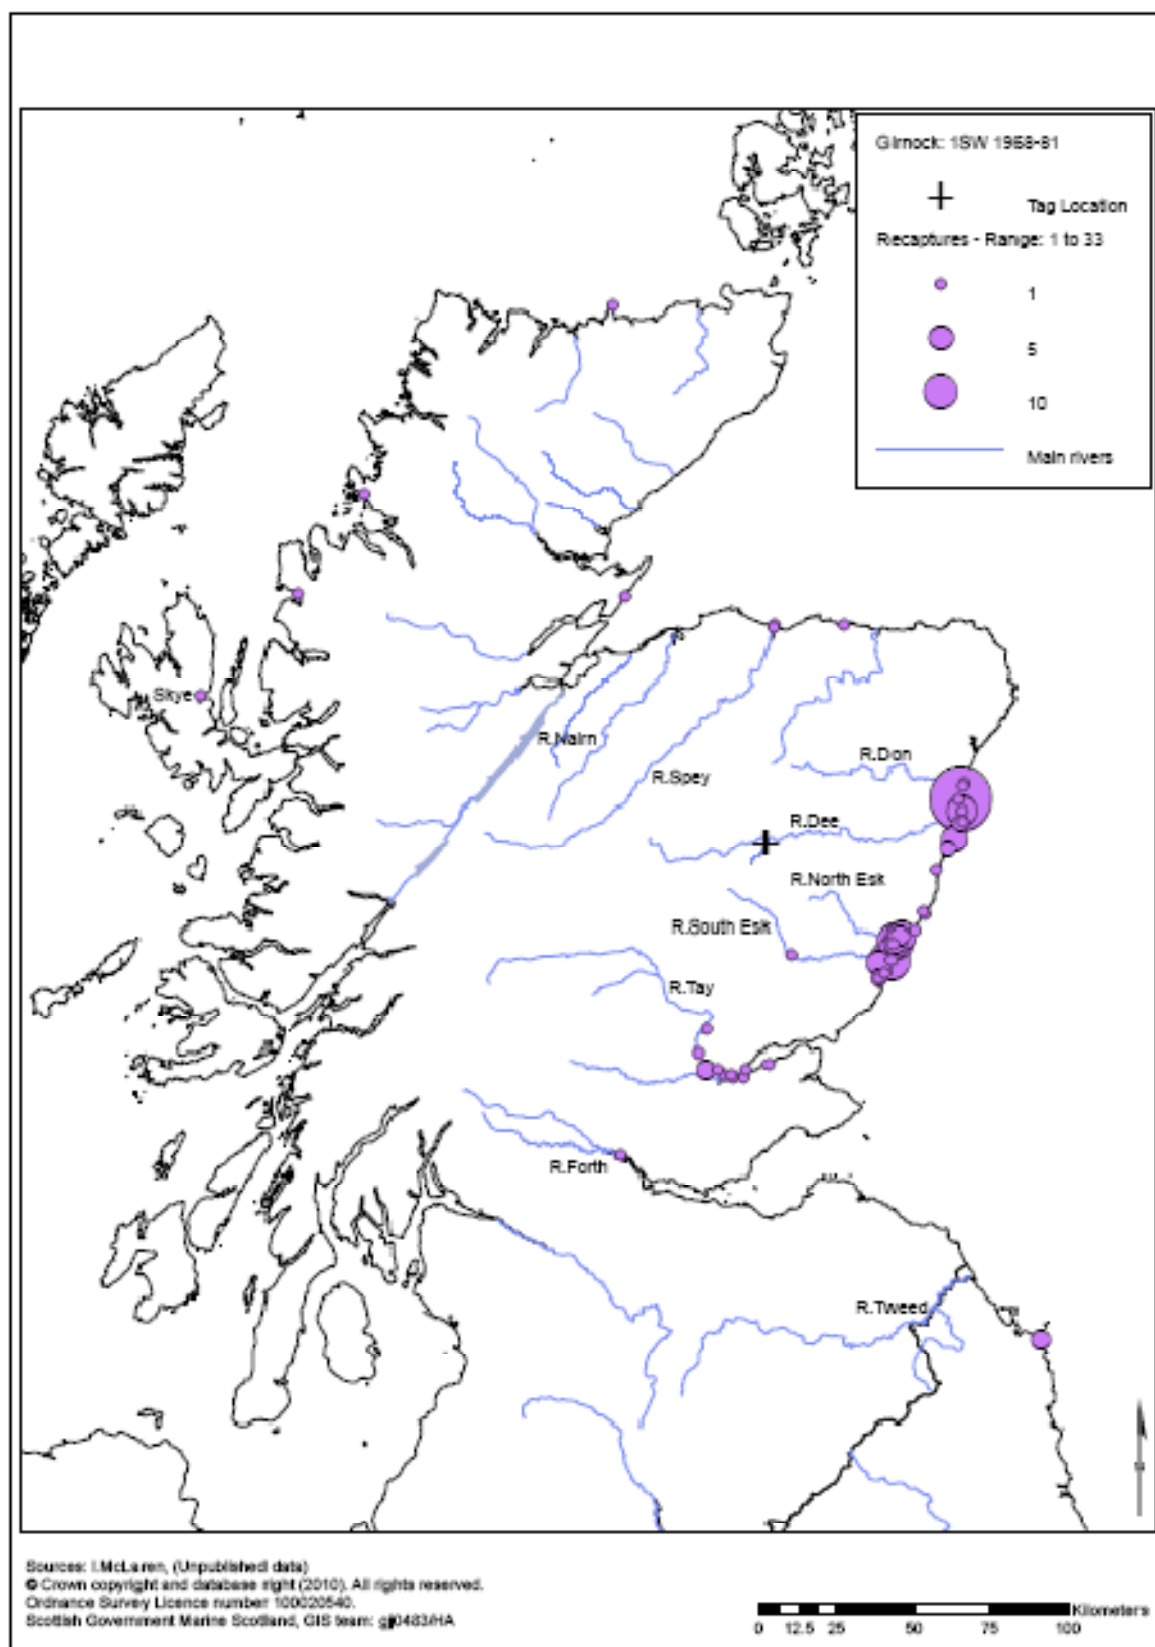 Girnock: 1SW 1968-81
Tag Location
Recaptures - Range: 1 to 33
1
5
10
Main rivers
Skye
R.Nairn
R.Spey
R.Don
R.Dee
R.North Esk
R.South Esk
R.Tay
R.Forth
R.Tweed
N
Sources: I.McLaren, (Unpublished data)
© Crown copyright and database right (2010). All rights reserved.
Ordnance Survey Licence number 100020540.
Scottish Government Marine Scotland, GIS team: gjj0483/HA
Kilometers
0 12.5 25 50 75 100